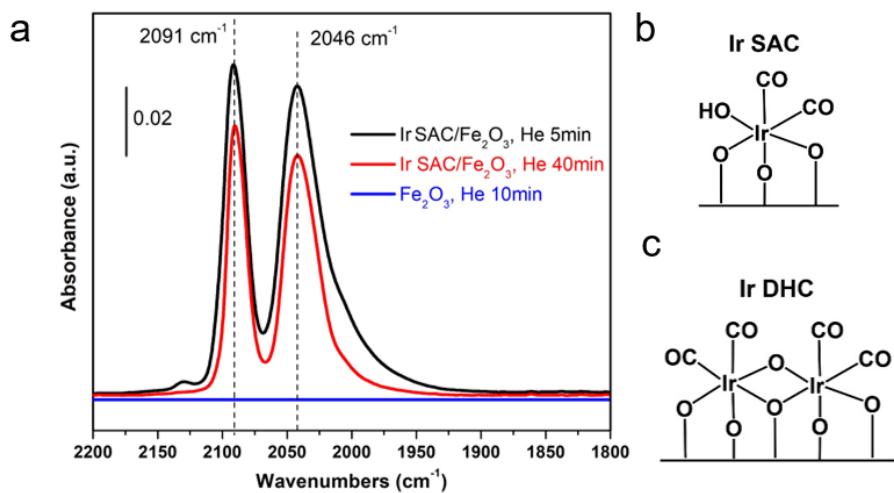 a
2091 cm⁻¹
2046 cm⁻¹
0.02
Ir SAC/Fe₂O₃, He 5min
Ir SAC/Fe₂O₃, He 40min
Fe₂O₃, He 10min
Absorbance (a.u.)
2200 2150 2100 2050 2000 1950 1900 1850 1800
Wavenumbers (cm⁻¹)
b
Ir SAC
CO
HO CO
Ir
O O
O
c
Ir DHC
CO CO
OC O CO
Ir Ir
O O O
O O